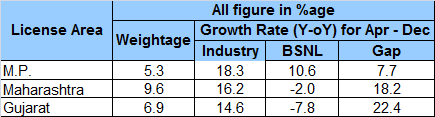 All figure in %age
License Area Weightage Growth Rate (Y-oY) for Apr - Dec
Industry BSNL Gap
M.P. 5.3 18.3 10.6 7.7
Maharashtra 9.6 16.2 -2.0 18.2
Gujarat 6.9 14.6 -7.8 22.4